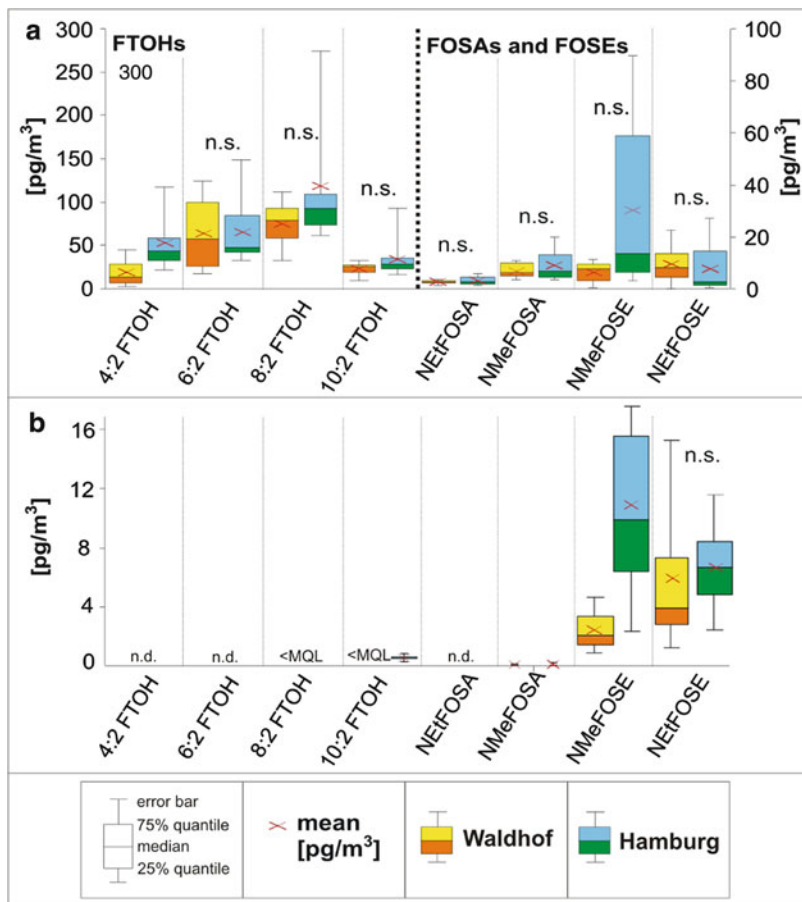 a
FTOHs
FOSAs and FOSEs
300
300
250
200
150
100
50
0
[pg/m³]
n.s.
n.s.
n.s.
n.s.
n.s.
n.s.
n.s.
100
80
60
40
20
0
[pg/m³]
4:2 FTOH
6:2 FTOH
8:2 FTOH
10:2 FTOH
NEtFOSA
NMeFOSA
NMeFOSE
NEtFOSE
b
16
12
8
4
0
[pg/m³]
n.d.
n.d.
<MQL
<MQL
n.d.
n.s.
4:2 FTOH
6:2 FTOH
8:2 FTOH
10:2 FTOH
NEtFOSA
NMeFOSA
NMeFOSE
NEtFOSE
error bar
75% quantile
median
25% quantile
mean
[pg/m³]
Waldhof
Hamburg